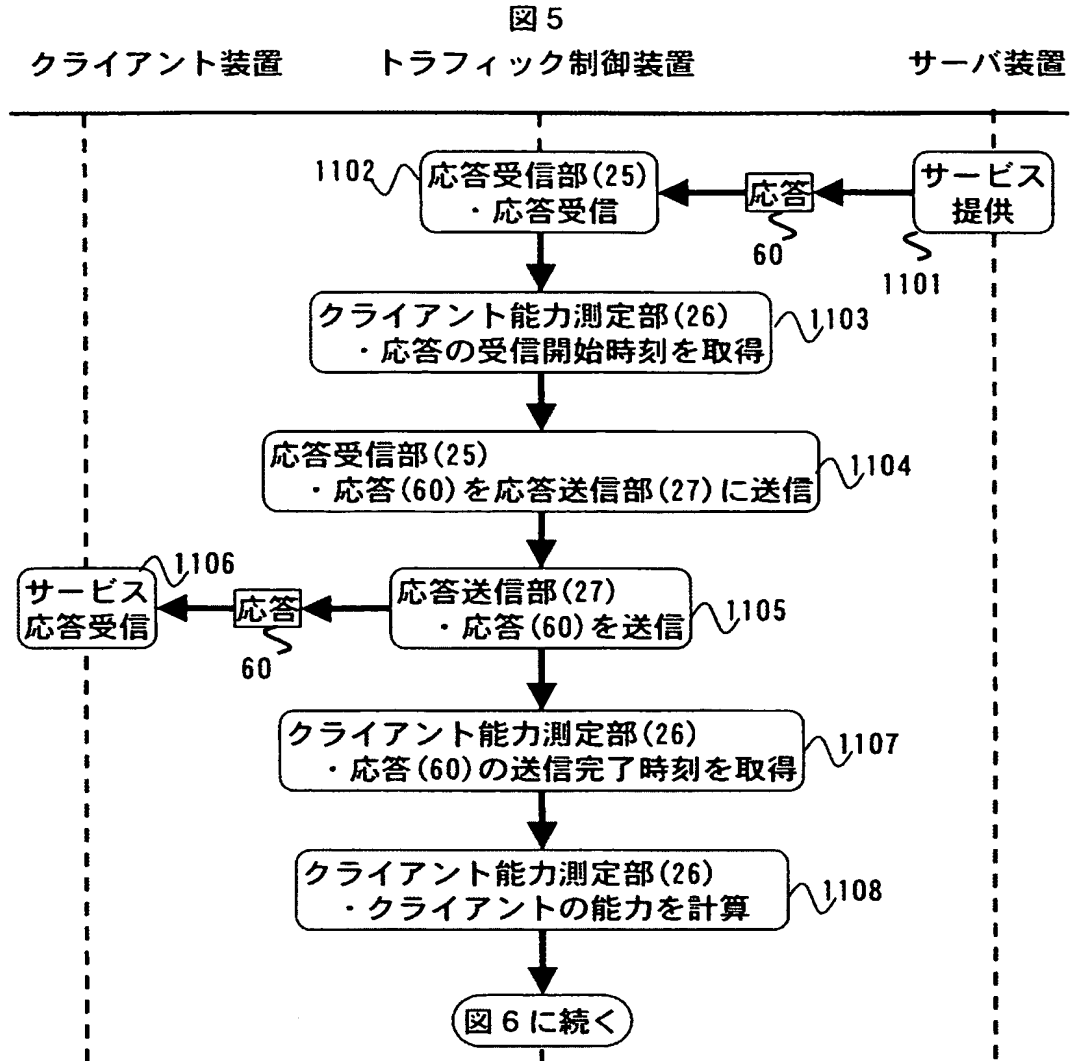 図5
クライアント装置
トラフィック制御装置
サーバ装置
1102
応答受信部(25)
・応答受信
応答
60
サービス
提供
1101
クライアント能力測定部(26)
・応答の受信開始時刻を取得
1103
応答受信部(25)
・応答(60)を応答送信部(27)に送信
1104
1106
サービス
応答受信
応答
60
応答送信部(27)
・応答(60)を送信
1105
クライアント能力測定部(26)
・応答(60)の送信完了時刻を取得
1107
クライアント能力測定部(26)
・クライアントの能力を計算
1108
図6に続く